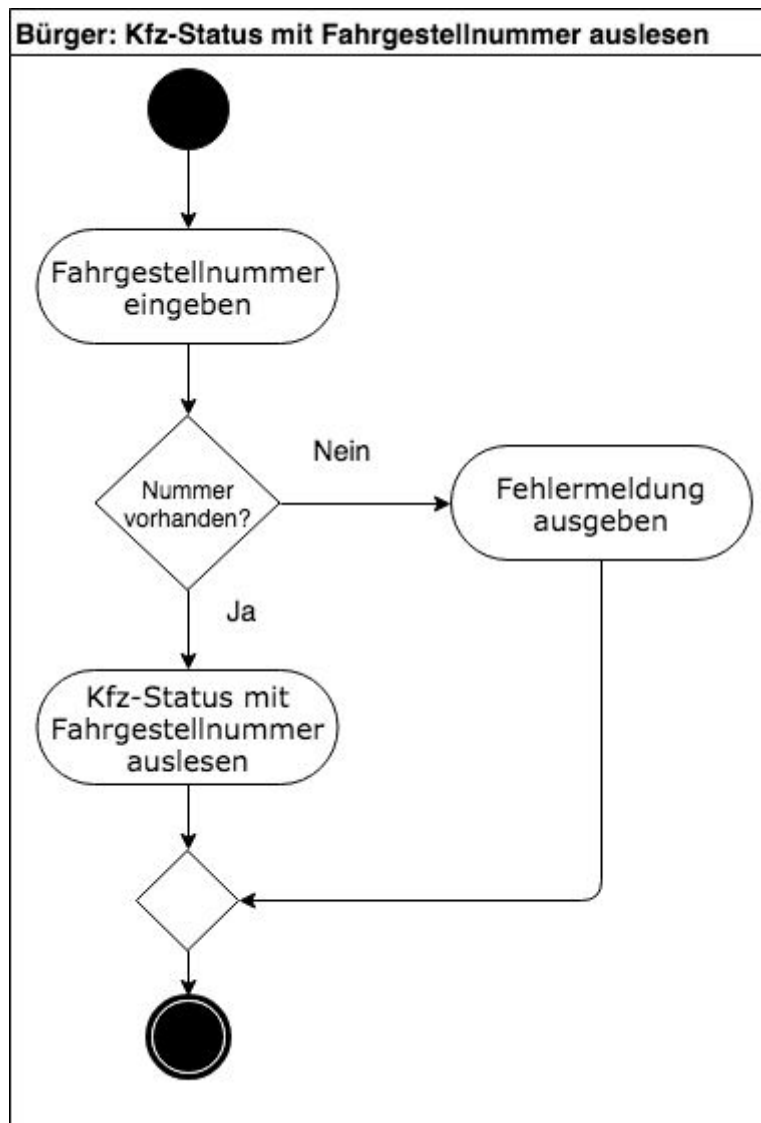 Bürger: Kfz-Status mit Fahrgestellnummer auslesen
Fahrgestellnummer
eingeben
Nummer
vorhanden?
Nein
Fehlermeldung
ausgeben
Ja
Kfz-Status mit
Fahrgestellnummer
auslesen